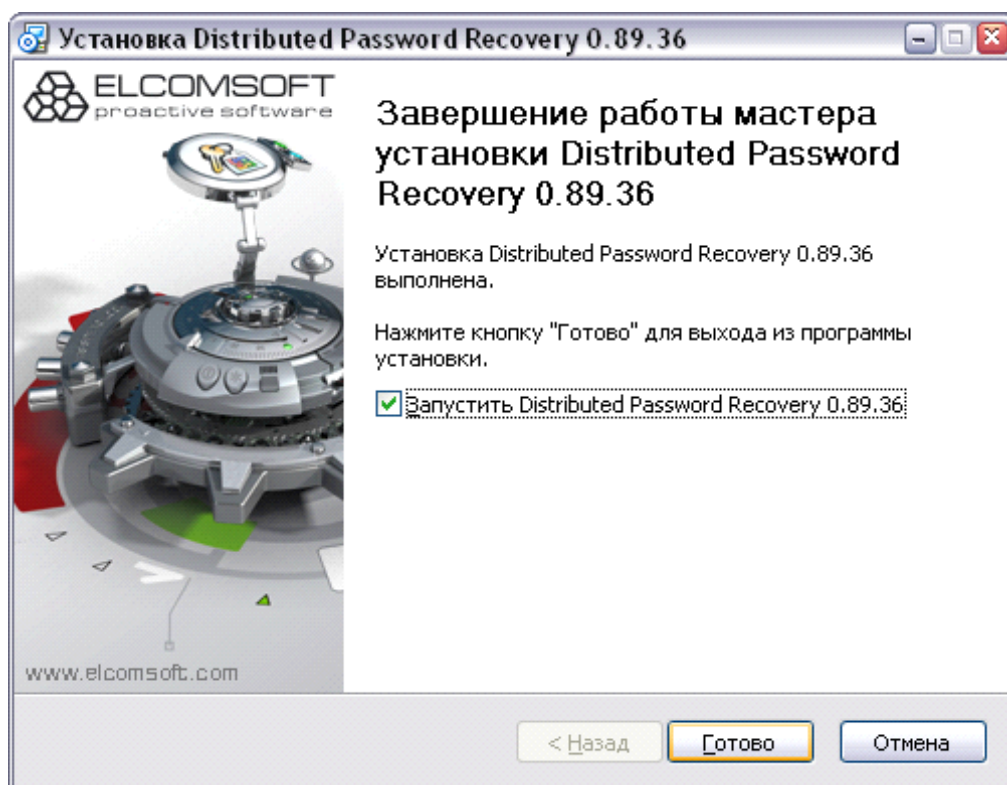 Установка Distributed Password Recovery 0.89.36
ELCOMSOFT
proactive software
Завершение работы мастера
установки Distributed Password
Recovery 0.89.36
Установка Distributed Password Recovery 0.89.36
выполнена.
Нажмите кнопку "Готово" для выхода из программы
установки.
Запустить Distributed Password Recovery 0.89.36
www.elcomsoft.com
< Назад
Готово
Отмена